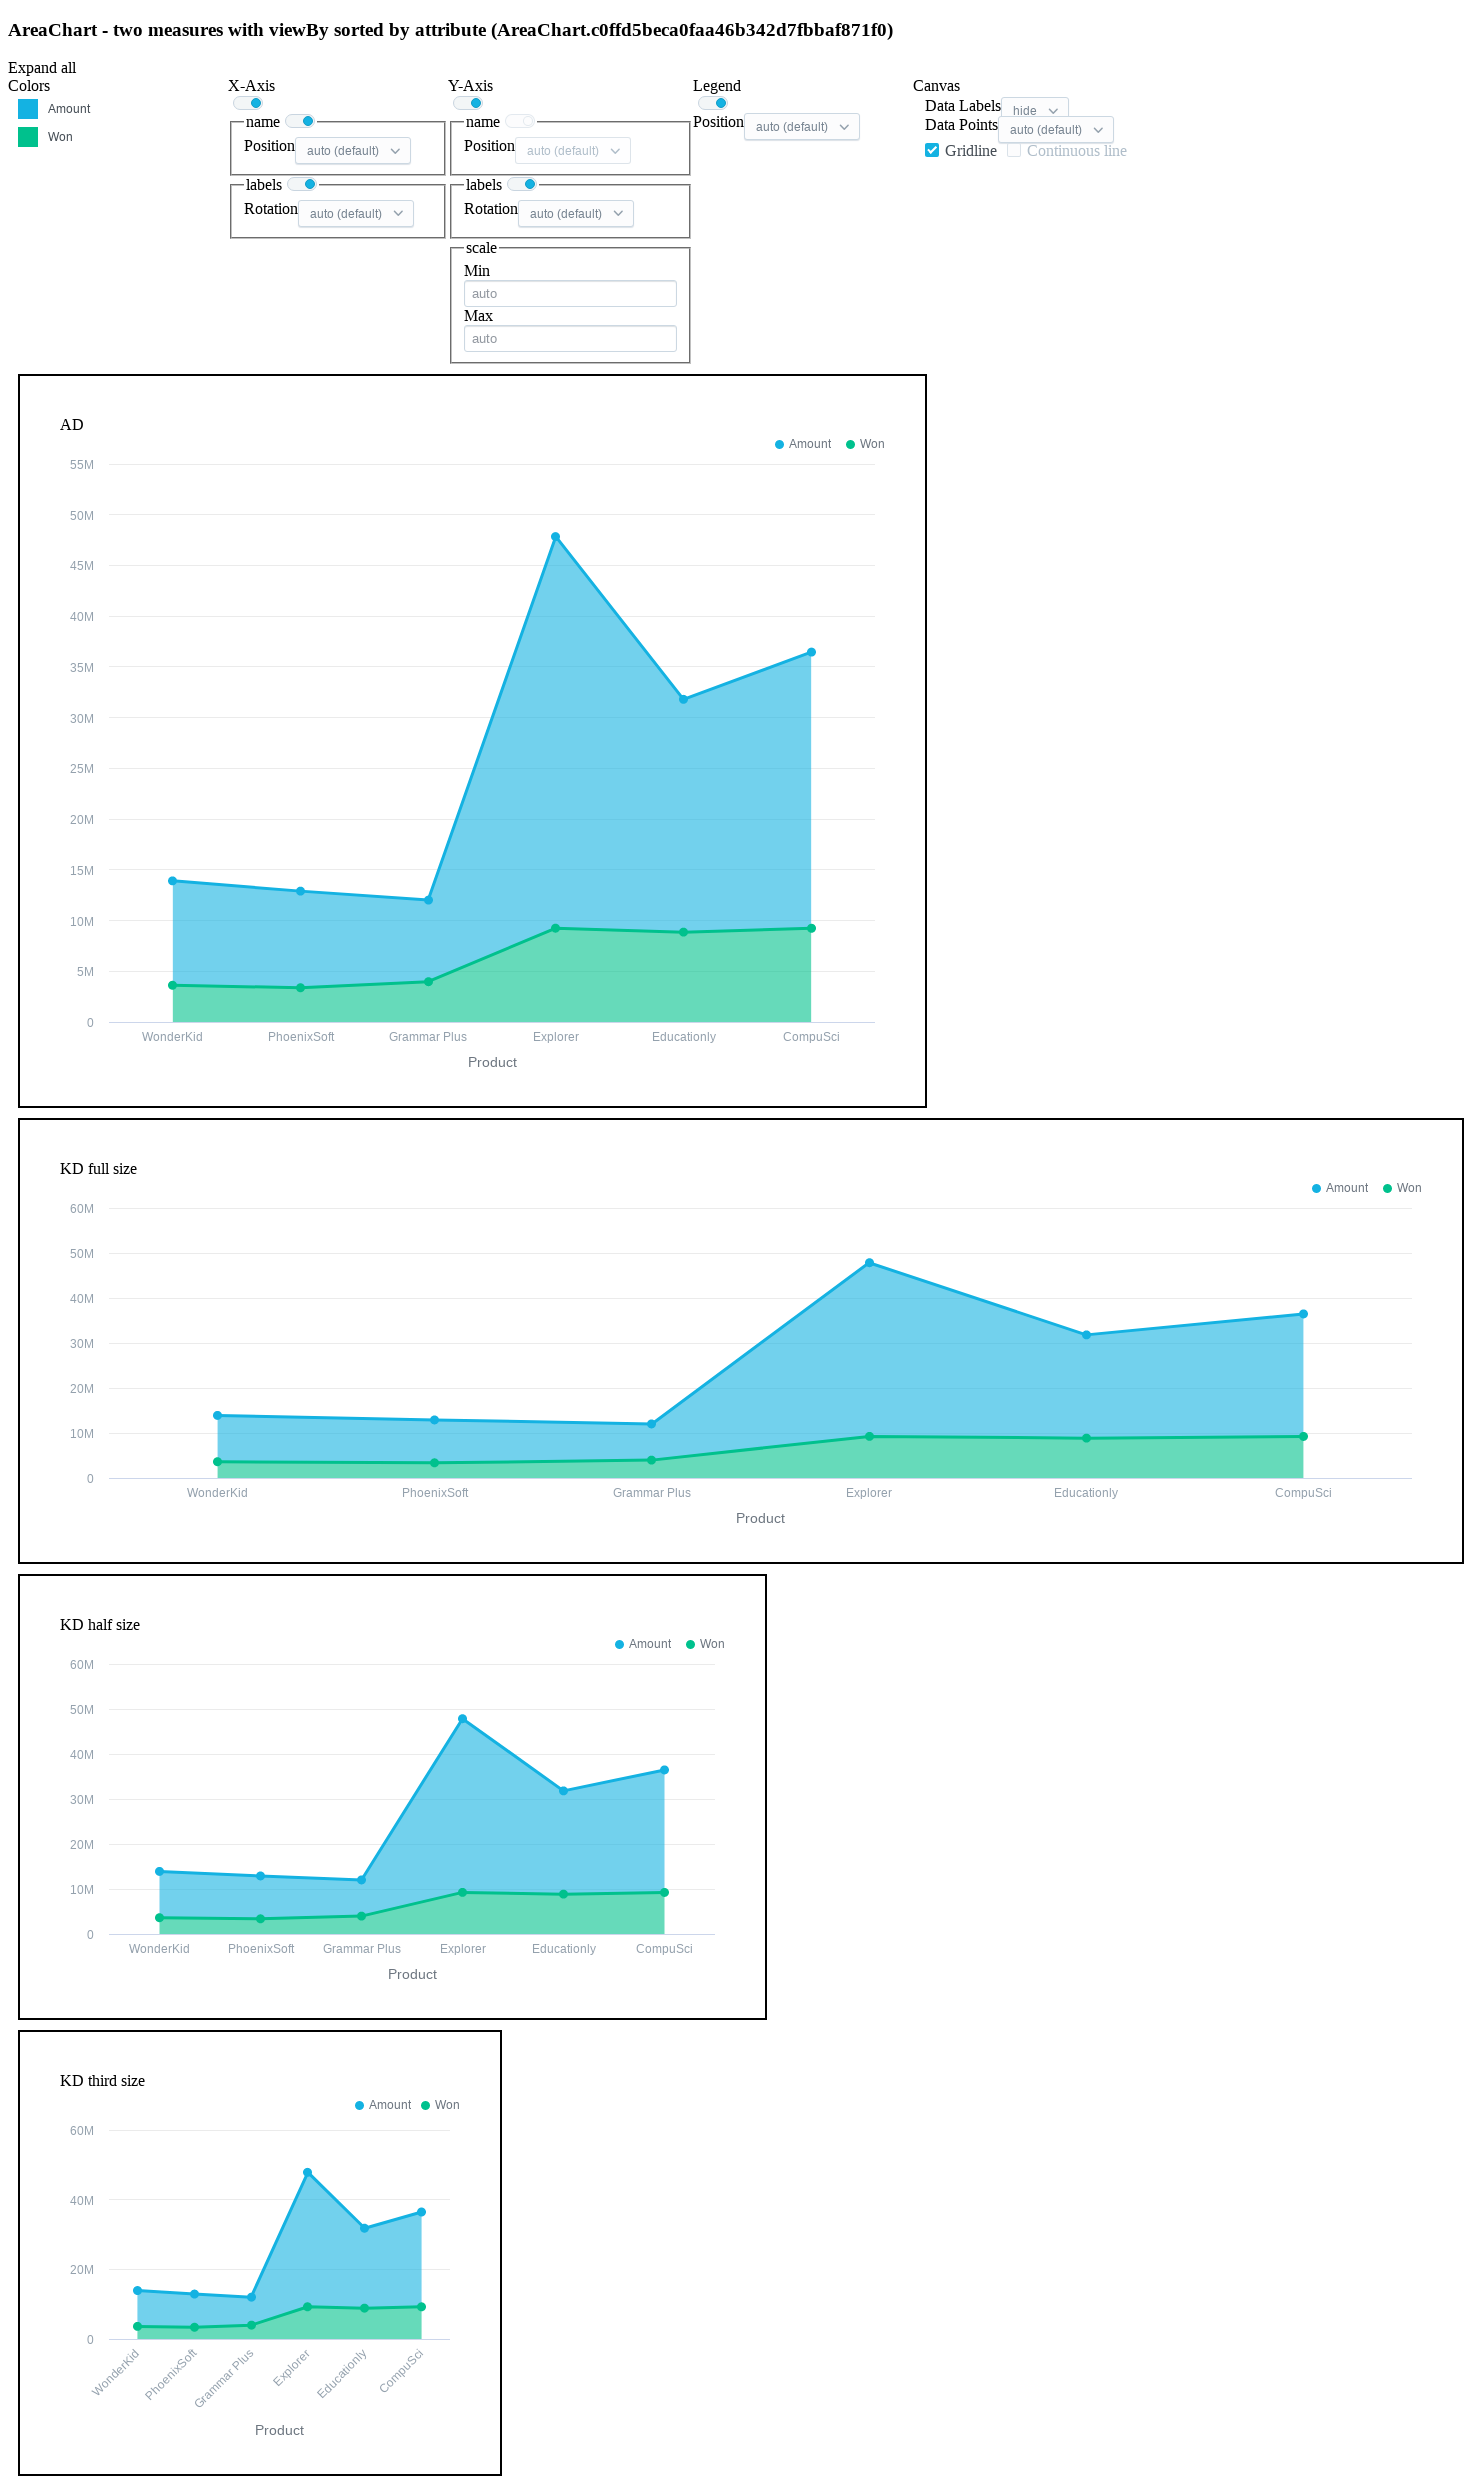 AreaChart - two measures with viewBy sorted by attribute (AreaChart.c0ffd5beca0faa46b342d7fbbaf871f0)
Expand all
Colors
Amount
Won
X-Axis
name
Position auto (default)
labels
Rotation auto (default)
Y-Axis
name
Position auto (default)
labels
Rotation auto (default)
scale
Min
auto
Max
auto
Legend
Position auto (default)
Canvas
Data Labels hide
Data Points auto (default)
Gridline Continuous line
AD
Amount Won
55M
50M
45M
40M
35M
30M
25M
20M
15M
10M
5M
0
WonderKid PhoenixSoft Grammar Plus Explorer Educationly CompuSci
Product
KD full size
Amount Won
60M
50M
40M
30M
20M
10M
0
WonderKid PhoenixSoft Grammar Plus Explorer Educationly CompuSci
Product
KD half size
Amount Won
60M
50M
40M
30M
20M
10M
0
WonderKid PhoenixSoft Grammar Plus Explorer Educationly CompuSci
Product
KD third size
Amount Won
60M
40M
20M
0
WonderKid PhoenixSoft Grammar Plus Explorer Educationly CompuSci
Product